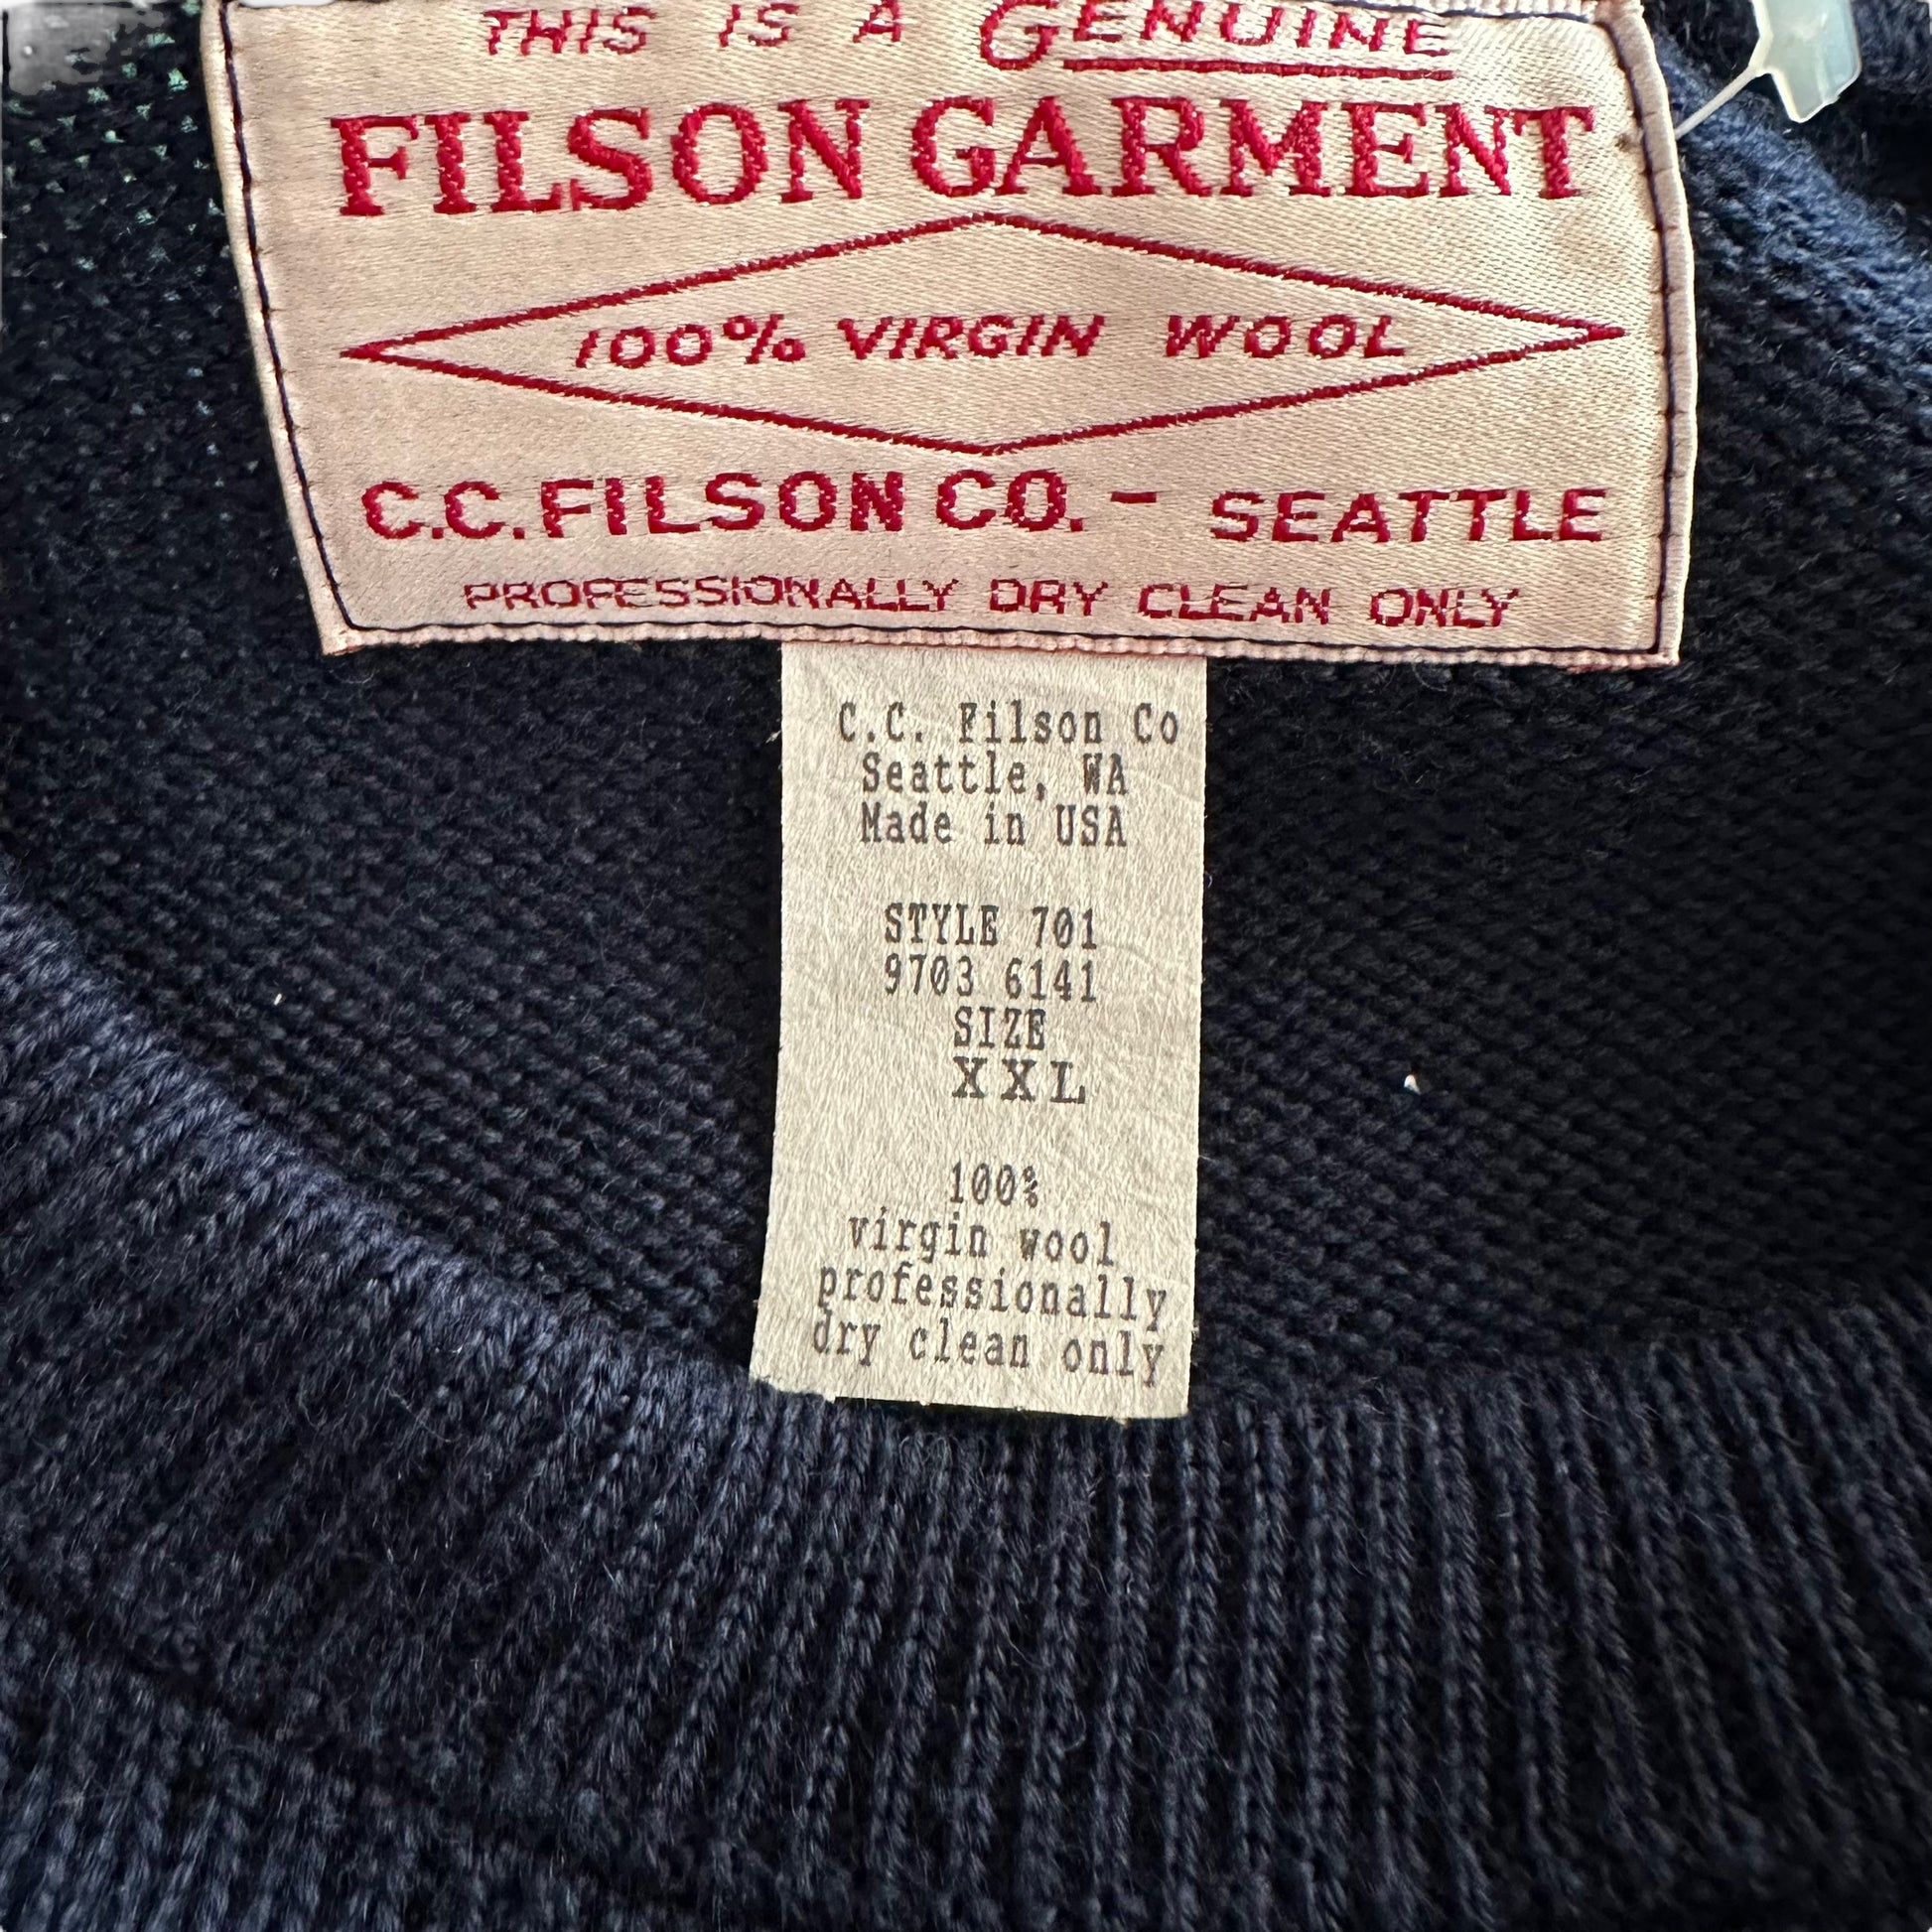 THIS IS A GENUINE
FILSON GARMENT
100% VIRGIN WOOL
C.C. FILSON CO. - SEATTLE
PROFESSIONALLY DRY CLEAN ONLY
C.C. Filson Co
Seattle, WA
Made in USA
STYLE 701
9703 6141
SIZE
XXL
100%
virgin wool
professionally
dry clean only